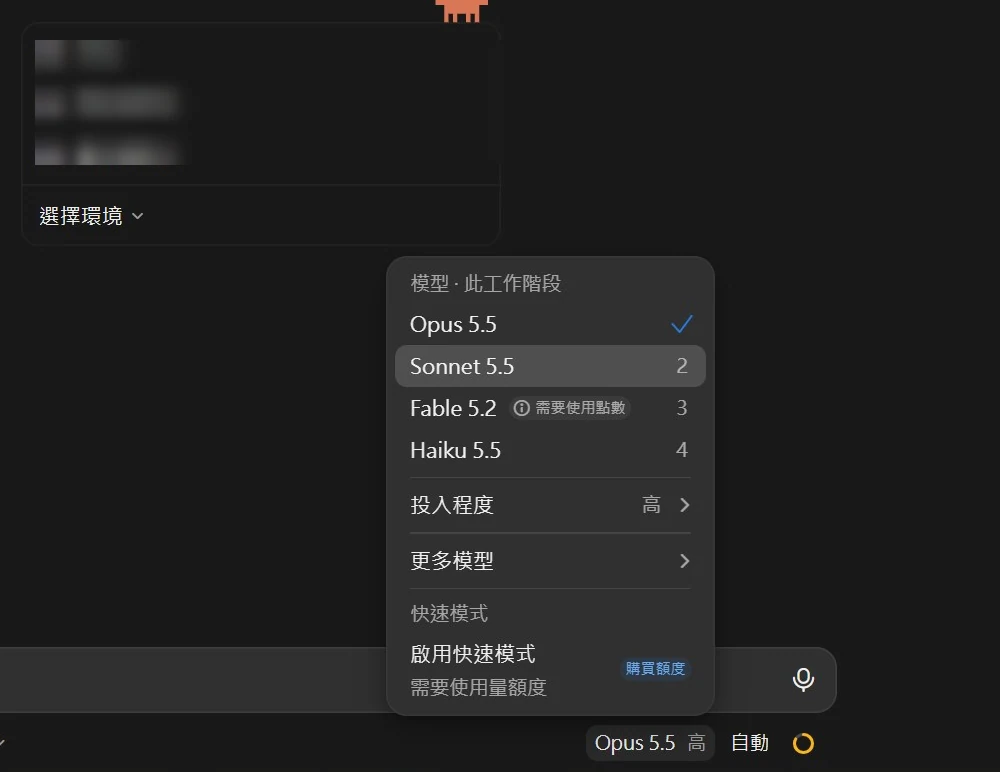 選擇環境
模型 · 此工作階段
Opus 5.5
Sonnet 5.5 2
Fable 5.2 需要使用點數 3
Haiku 5.5 4
投入程度 高
更多模型
快速模式
啟用快速模式
購買額度
需要使用量額度
Opus 5.5 高 自動